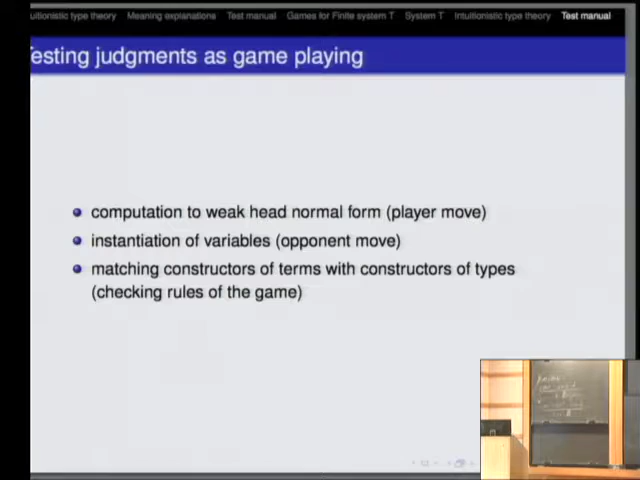 uitionistic type theory Meaning explanations Test manual Games for Finite system T System T Intuitionistic type theory Test manual
esting judgments as game playing
computation to weak head normal form (player move)
instantiation of variables (opponent move)
matching constructors of terms with constructors of types
(checking rules of the game)